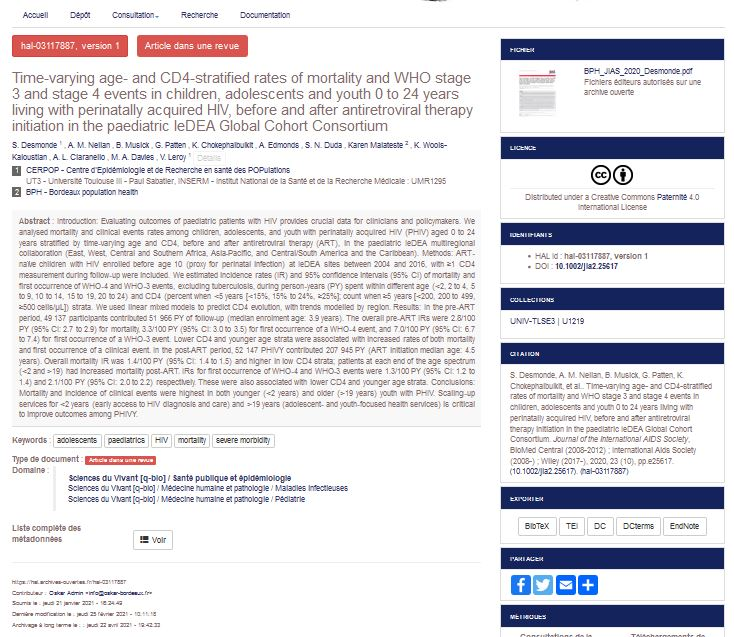 Accueil Dépôt Consultation Recherche Documentation
hal-03117887, version 1 Article dans une revue
Time-varying age- and CD4-stratified rates of mortality and WHO stage
3 and stage 4 events in children, adolescents and youth 0 to 24 years
living with perinatally acquired HIV, before and after antiretroviral therapy
initiation in the paediatric IeDEA Global Cohort Consortium
S. Desmonde 1 , A. M. Neilan , B. Musick , G. Patten , K. Chokephaibulkit , A. Edmonds , S. N. Duda , Karen Malateste 2 , K. Wools-
Kaloustian , A. L. Ciaranello , M. A. Davies , V. Leroy 1 Détails
1 CERPOP - Centre d'Epidémiologie et de Recherche en santé des POPulations
UT3 - Université Toulouse III - Paul Sabatier, INSERM - Institut National de la Santé et de la Recherche Médicale : UMR1295
2 BPH - Bordeaux population health
Abstract : Introduction: Evaluating outcomes of paediatric patients with HIV provides crucial data for clinicians and policymakers. We
analysed mortality and clinical events rates among children, adolescents, and youth with perinatally acquired HIV (PHIV) aged 0 to 24
years stratified by time-varying age and CD4, before and after antiretroviral therapy (ART), in the paediatric IeDEA multiregional
collaboration (East, West, Central and Southern Africa, Asia-Pacific, and Central/South America and the Caribbean). Methods: ART-
naïve children with HIV enrolled before age 10 (proxy for perinatal infection) at IeDEA sites between 2004 and 2016, with ≥1 CD4
measurement during follow-up were included. We estimated incidence rates (IR) and 95% confidence intervals (95% CI) of mortality and
first occurrence of WHO-4 and WHO-3 events, excluding tuberculosis, during person-years (PY) spent within different age (<2, 2 to 4, 5
to 9, 10 to 14, 15 to 19, 20 to 24) and CD4 (percent when <5 years [<15%, 15% to 24%, ≥25%]; count when ≥5 years [<200, 200 to 499,
≥500 cells/µL]) strata. We used linear mixed models to predict CD4 evolution, with trends modelled by region. Results: In the pre-ART
period, 49 137 participants contributed 51 966 PY of follow-up (median enrolment age: 3.9 years). The overall pre-ART IRs were 2.8/100
PY (95% CI: 2.7 to 2.9) for mortality, 3.3/100 PY (95% CI: 3.0 to 3.5) for first occurrence of a WHO-4 event, and 7.0/100 PY (95% CI: 6.7
to 7.4) for first occurrence of a WHO-3 event. Lower CD4 and younger age strata were associated with increased rates of both mortality
and first occurrence of a clinical event. In the post-ART period, 52 147 PHIVY contributed 207 945 PY (ART initiation median age: 4.5
years). Overall mortality IR was 1.4/100 PY (95% CI: 1.4 to 1.5) and higher in low CD4 strata; patients at each end of the age spectrum
(<2 and >19) had increased mortality post-ART. IRs for first occurrence of WHO-4 and WHO-3 events were 1.3/100 PY (95% CI: 1.2 to
1.4) and 2.1/100 PY (95% CI: 2.0 to 2.2) respectively. These were also associated with lower CD4 and younger age strata. Conclusions:
Mortality and incidence of clinical events were highest in both younger (<2 years) and older (>19 years) youth with PHIV. Scaling-up
services for <2 years (early access to HIV diagnosis and care) and >19 years (adolescent- and youth-focused health services) is critical
to improve outcomes among PHIVY.
Keywords : adolescents paediatrics HIV mortality severe morbidity
Type de document : Article dans une revue
Domaine :
Sciences du Vivant [q-bio] / Santé publique et épidémiologie
Sciences du Vivant [q-bio] / Médecine humaine et pathologie / Maladies infectieuses
Sciences du Vivant [q-bio] / Médecine humaine et pathologie / Pédiatrie
Liste complète des
métadonnées
Voir
https://hal.archives-ouvertes.fr/hal-03117887
Contributeur : Oskar Admin <info@oskar-bordeaux.fr>
Soumis le : jeudi 21 janvier 2021 - 16:24:49
Dernière modification le : jeudi 25 février 2021 - 10:11:18
Archivage à long terme le : : jeudi 22 avril 2021 - 19:42:33
FICHIER
BPH_JIAS_2020_Desmonde.pdf
Fichiers éditeurs autorisés sur une
archive ouverte
LICENCE
Distributed under a Creative Commons Paternité 4.0
International License
IDENTIFIANTS
HAL Id : hal-03117887, version 1
DOI : 10.1002/jia2.25617
COLLECTIONS
UNIV-TLSE3 | U1219
CITATION
S. Desmonde, A. M. Neilan, B. Musick, G. Patten, K.
Chokephaibulkit, et al.. Time-varying age- and CD4-stratified
rates of mortality and WHO stage 3 and stage 4 events in
children, adolescents and youth 0 to 24 years living with
perinatally acquired HIV, before and after antiretroviral
therapy initiation in the paediatric IeDEA Global Cohort
Consortium. Journal of the International AIDS Society,
BioMed Central (2008-2012) ; International Aids Society
(2008-) ; Wiley (2017-), 2020, 23 (10), pp.e25617.
⟨10.1002/jia2.25617⟩. ⟨hal-03117887⟩
EXPORTER
BibTeX TEI DC DCterms EndNote
PARTAGER
MÉTRIQUES
Consultations de la Téléchargements de